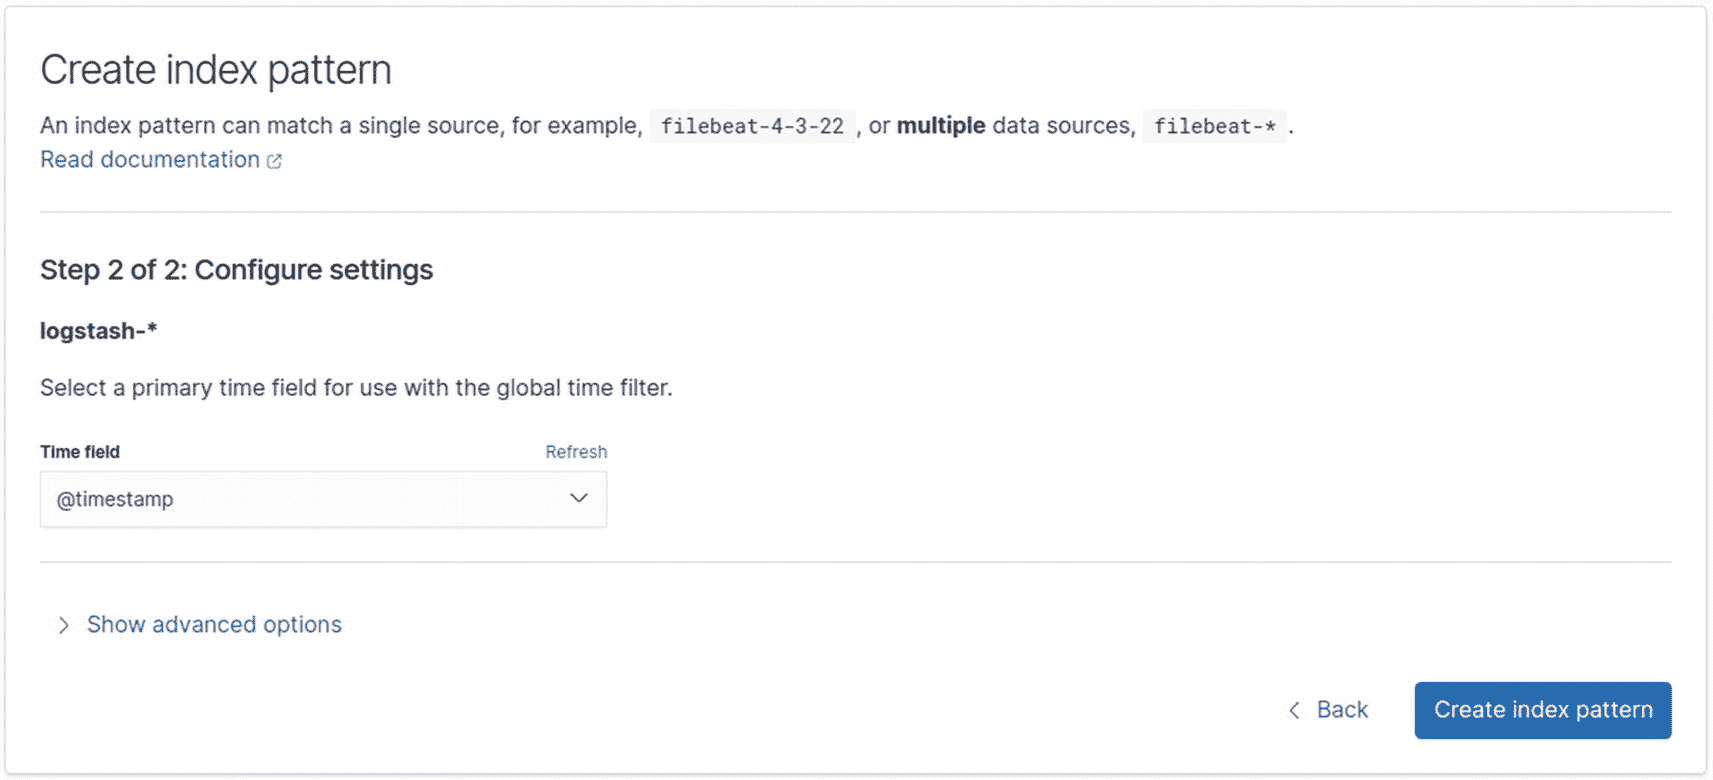 Create index pattern
An index pattern can match a single source, for example, filebeat-4-3-22 , or multiple data sources, filebeat-* .
Read documentation
Step 2 of 2: Configure settings
logstash-*
Select a primary time field for use with the global time filter.
Time field Refresh
@timestamp
Show advanced options
Back Create index pattern